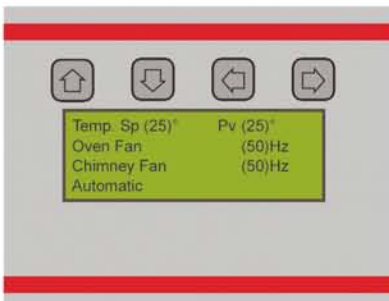 Temp. Sp (25)° Pv (25)°
Oven Fan (50)Hz
Chimney Fan (50)Hz
Automatic